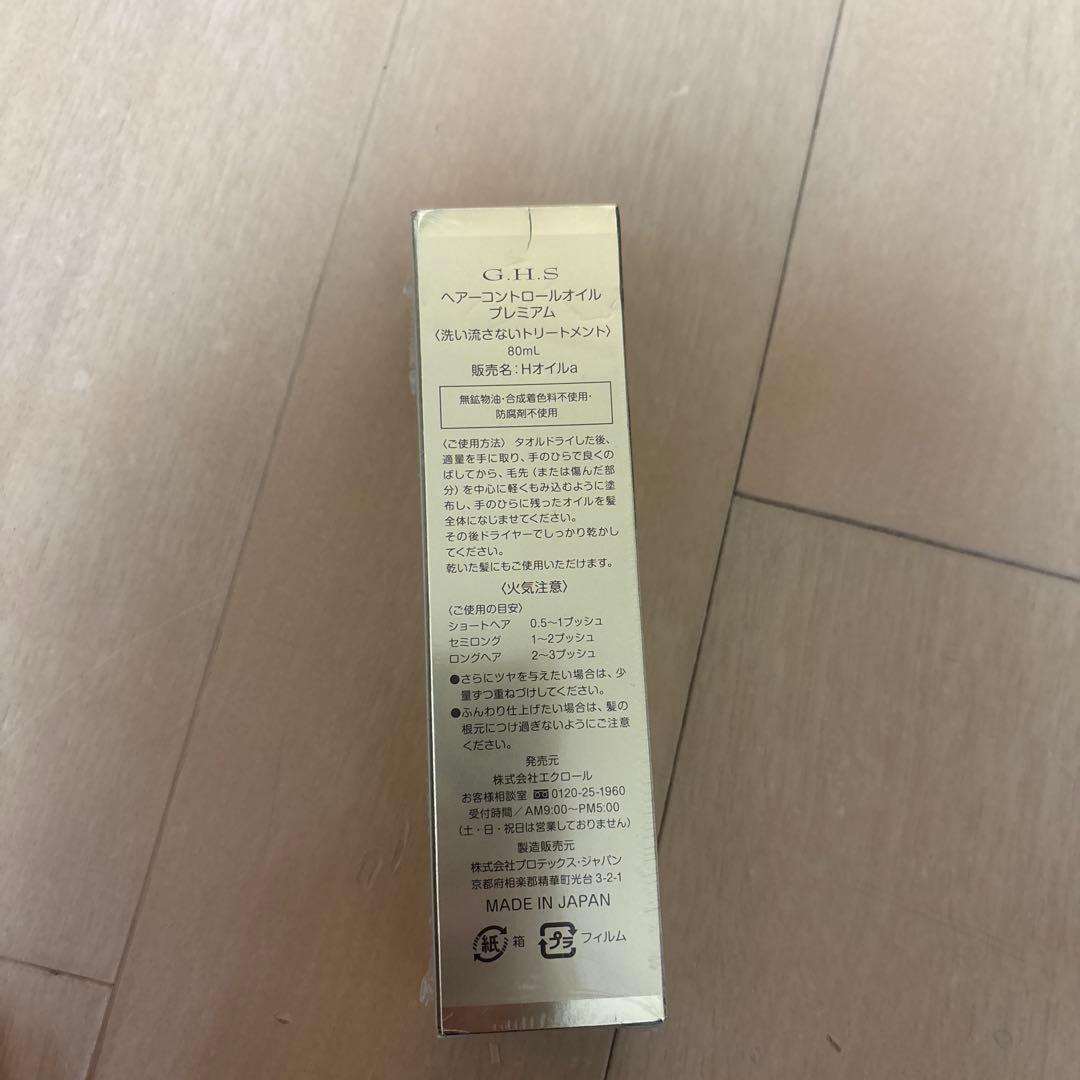 G.H.S
ヘアーコントロールオイル
プレミアム
〈洗い流さないトリートメント〉
80mL
販売名:Hオイルa
無鉱物油・合成着色料不使用・
防腐剤不使用
〈ご使用方法〉 タオルドライした後、
適量を手に取り、手のひらで良くの
ばしてから、毛先(または傷んだ部
分)を中心に軽くもみ込むように塗
布し、手のひらに残ったオイルを髪
全体になじませてください。
その後ドライヤーでしっかり乾かし
てください。
乾いた髪にもご使用いただけます。
〈火気注意〉
〈ご使用の目安〉
ショートヘア 0.5〜1プッシュ
セミロング 1〜2プッシュ
ロングヘア 2〜3プッシュ
●さらにツヤを与えたい場合は、少
量ずつ重ねづけしてください。
●ふんわり仕上げたい場合は、髪の
根元につけ過ぎないようにご注意
ください。
発売元
株式会社エクロール
お客様相談室 0120-25-1960
受付時間/AM9:00〜PM5:00
(土・日・祝日は営業しておりません)
製造販売元
株式会社プロテックス・ジャパン
京都府相楽郡精華町光台3-2-1
MADE IN JAPAN
紙 箱 プラ フィルム